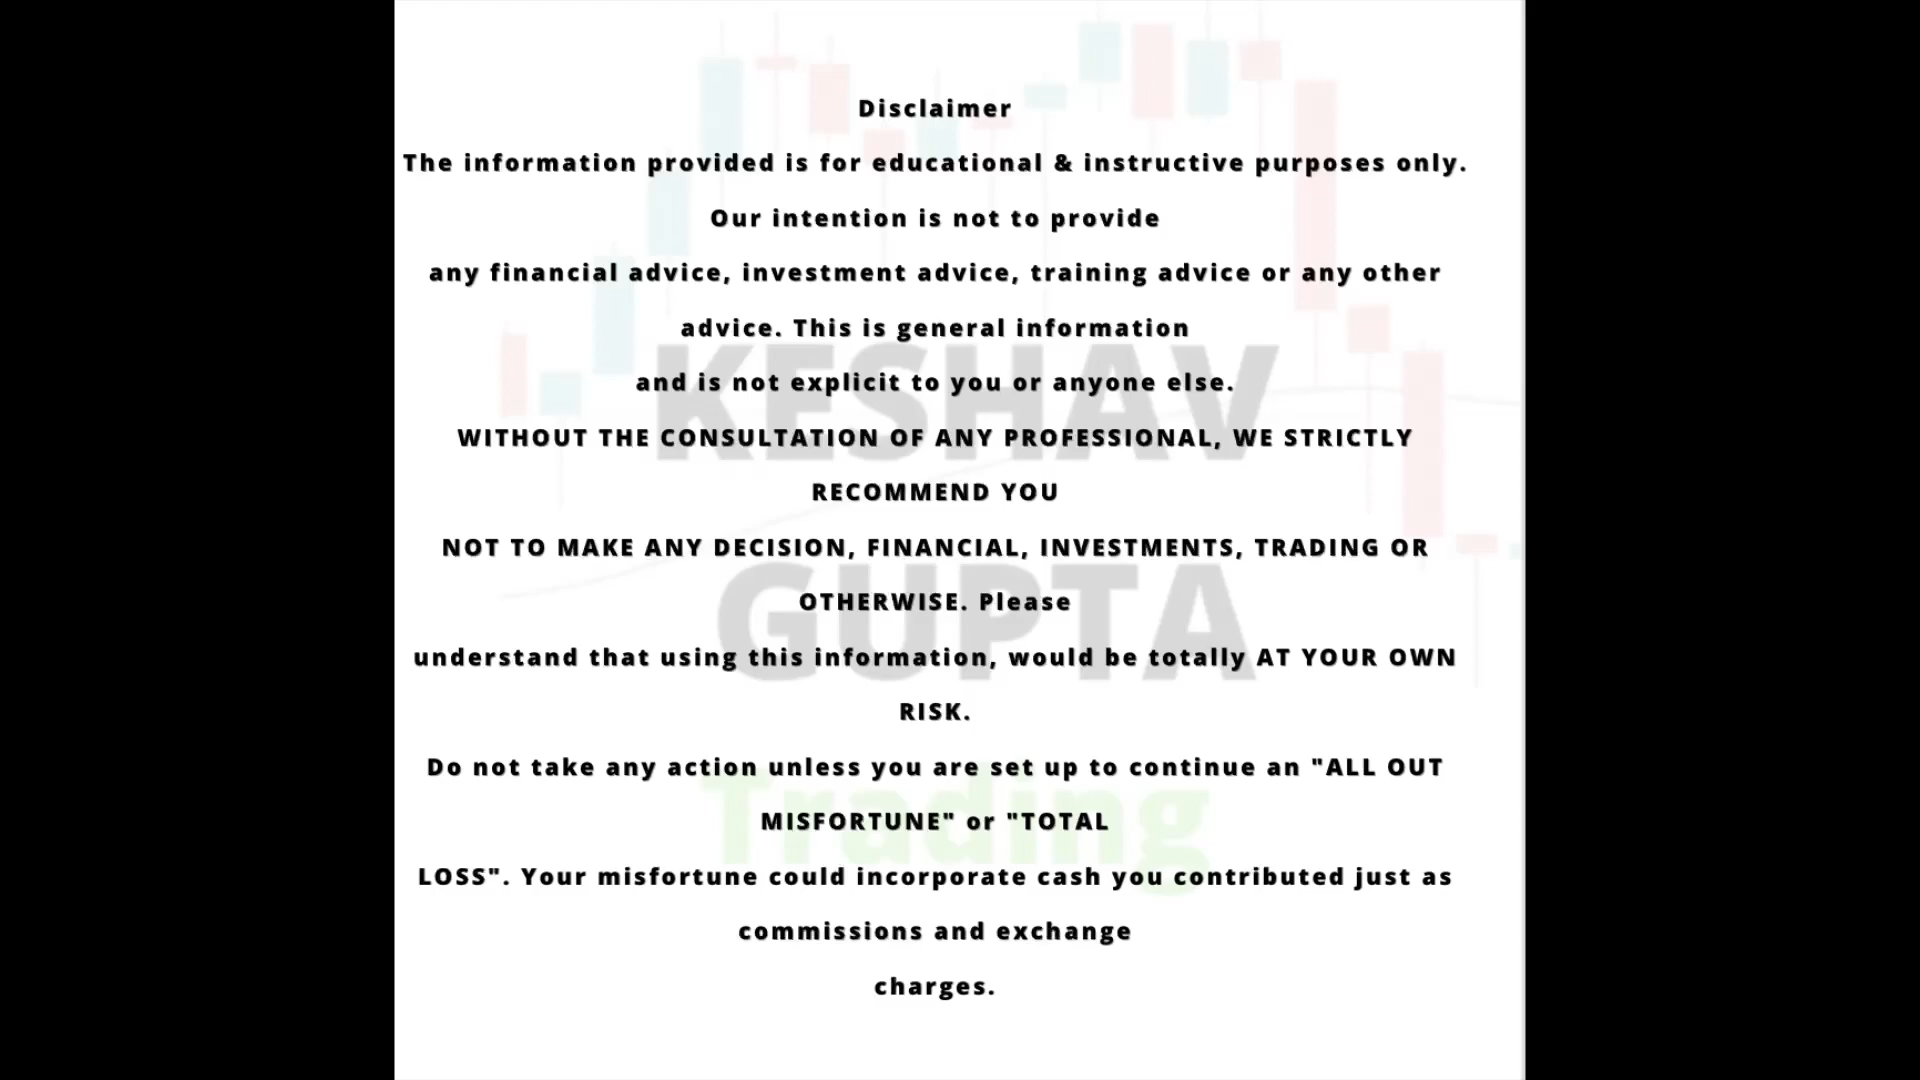 Disclaimer
The information provided is for educational & instructive purposes only.
Our intention is not to provide
any financial advice, investment advice, training advice or any other
advice. This is general information
KESHAV
and is not explicit to you or anyone else.
WITHOUT THE CONSULTATION OF ANY PROFESSIONAL, WE STRICTLY
RECOMMEND YOU
NOT TO MAKE ANY DECISION, FINANCIAL, INVESTMENTS, TRADING OR
GUPTA
OTHERWISE. Please
understand that using this information, would be totally AT YOUR OWN
RISK.
Do not take any action unless you are set up to continue an "ALL OUT
Trading
MISFORTUNE" or "TOTAL
LOSS". Your misfortune could incorporate cash you contributed just as
commissions and exchange
charges.